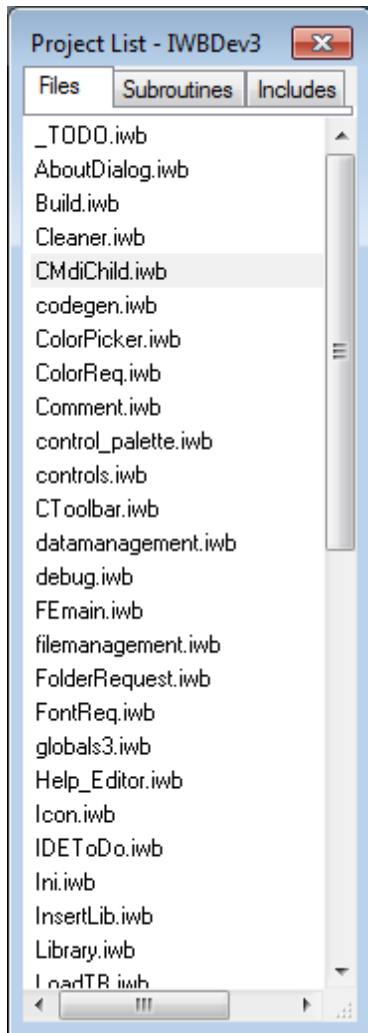 Project List - IWBDev3
Files Subroutines Includes
_TODO.iwb
AboutDialog.iwb
Build.iwb
Cleaner.iwb
CMdiChild.iwb
codegen.iwb
ColorPicker.iwb
ColorReq.iwb
Comment.iwb
control_palette.iwb
controls.iwb
CToolbar.iwb
datamanagement.iwb
debug.iwb
FEmain.iwb
filemanagement.iwb
FolderRequest.iwb
FontReq.iwb
globals3.iwb
Help_Editor.iwb
Icon.iwb
IDEToDo.iwb
Ini.iwb
InsertLib.iwb
Library.iwb
LoadTB.iwb